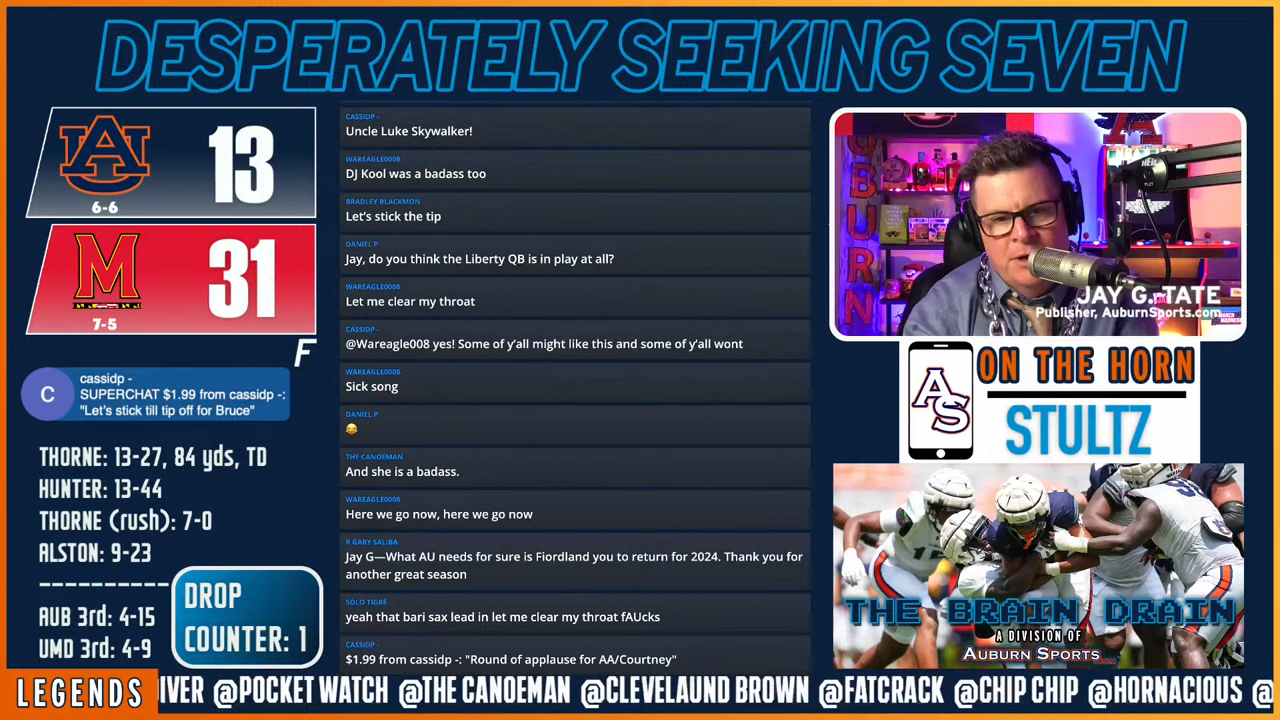 DESPERATELY SEEKING SEVEN
AU
13
6-6
M
31
7-5
F
C
cassidp -
SUPERCHAT $1.99 from cassidp -:
"Let's stick till tip off for Bruce"
THORNE: 13-27, 84 yds, TD
HUNTER: 13-44
THORNE (rush): 7-0
ALSTON: 9-23
AUB 3rd: 4-15
UMD 3rd: 4-9
DROP
COUNTER: 1
CASSIDP -
Uncle Luke Skywalker!
WAREAGLE0008
DJ Kool was a badass too
BRADLEY BLACKMON
Let's stick the tip
DANIEL P
Jay, do you think the Liberty QB is in play at all?
WAREAGLE0008
Let me clear my throat
CASSIDP -
@Wareagle008 yes! Some of y'all might like this and some of y'all wont
WAREAGLE0008
Sick song
DANIEL P
😂
THE CANOEMAN
And she is a badass.
WAREAGLE0008
Here we go now, here we go now
R GARY SALIBA
Jay G—What AU needs for sure is Fiordland you to return for 2024. Thank you for
another great season
SOLO TIGRÉ
yeah that bari sax lead in let me clear my throat fAUcks
CASSIDP -
$1.99 from cassidp -: "Round of applause for AA/Courtney"
JAY G. TATE
Publisher, AuburnSports.com
AS
ON THE HORN
STULTZ
THE BRAIN DRAIN
A DIVISION OF
AUBURN SPORTS.COM
LEGENDS
IVER @POCKET WATCH @THE CANOEMAN @CLEVELAUND BROWN @FATCRACK @CHIP CHIP @HORNACIOUS @